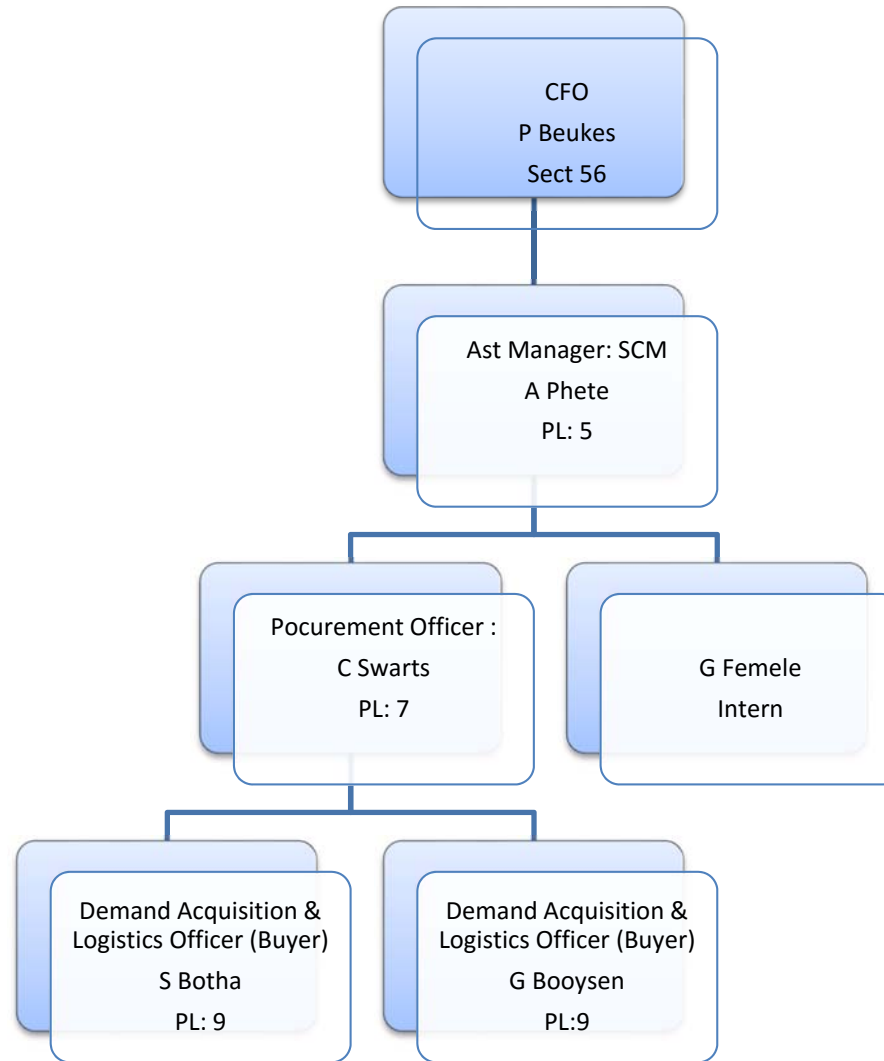 CFO
P Beukes
Sect 56
Ast Manager: SCM
A Phete
PL: 5
Pocurement Officer :
C Swarts
PL: 7
G Femele
Intern
Demand Acquisition &
Logistics Officer (Buyer)
S Botha
PL: 9
Demand Acquisition &
Logistics Officer (Buyer)
G Booysen
PL:9